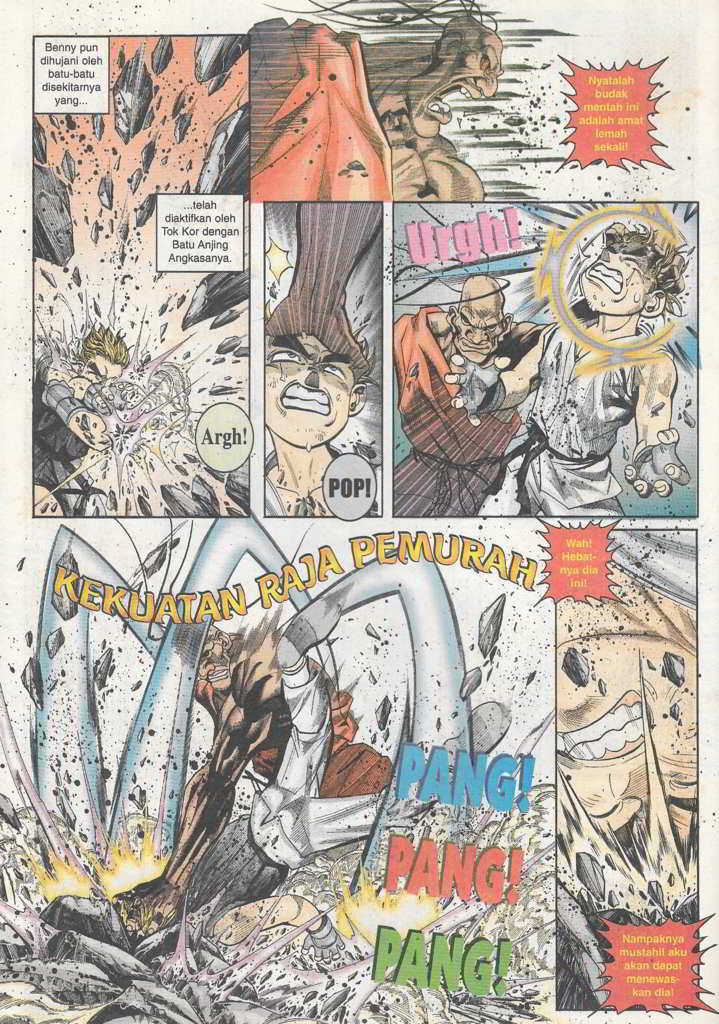 Benny pun
dihujani oleh
batu-batu
disekitarnya
yang...
Nyatalah
budak
mentah ini
adalah amat
lemah
sekali!
...telah
diaktifkan oleh
Tok Kor dengan
Batu Anjing
Angkasanya.
Argh!
POP!
Urgh!
KEKUATAN RAJA PEMURAH
Wah!
Hebat-
nya dia
ini!
PANG!
PANG!
PANG!
Nampaknya
mustahil aku
akan dapat
menewas-
kan dia!